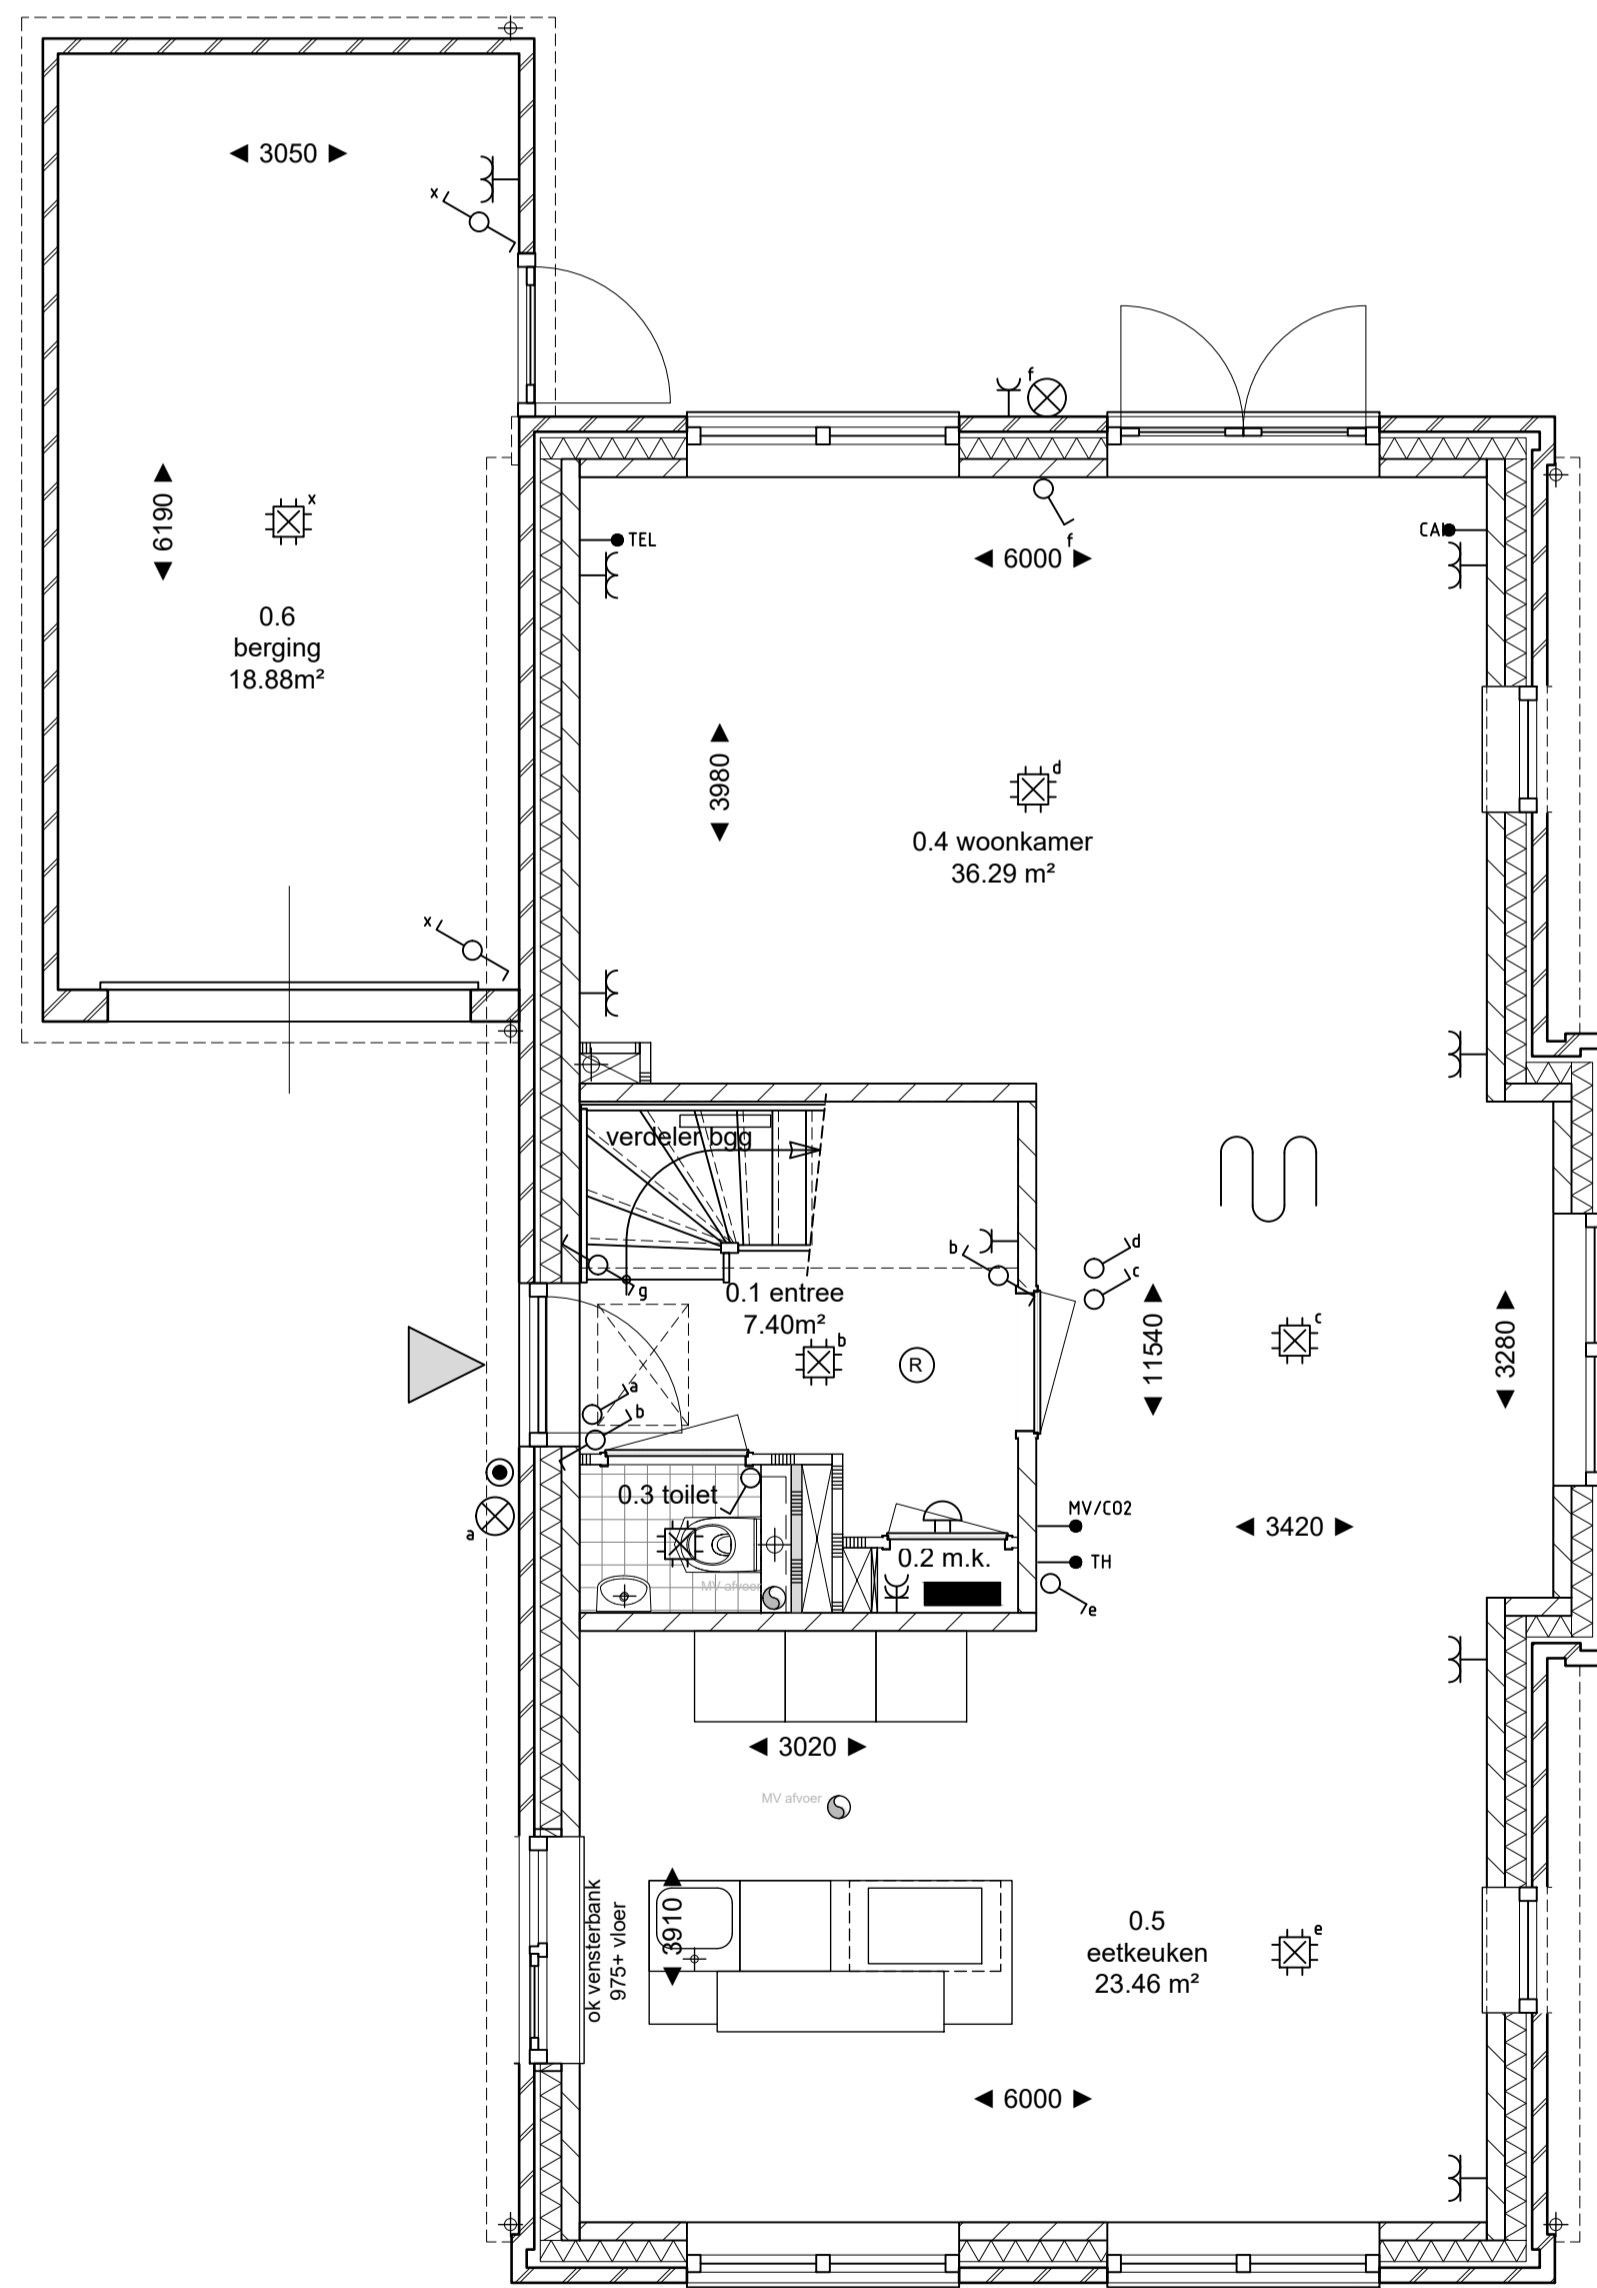 3050
x
f
6190
x
TEL
6000
f
CAI
0.6
berging
18.88m²
3980
d
0.4 woonkamer
36.29 m²
x
verdeler bgg
g
0.1 entree
7.40m²
b
b
R
d
c
11540
c
3280
a
b
a
0.3 toilet
MV afvoer
0.2 m.k.
MV/CO2
TH
e
3420
3020
MV afvoer
ok vensterbank
975+ vloer
3910
0.5
eetkeuken
23.46 m²
e
6000